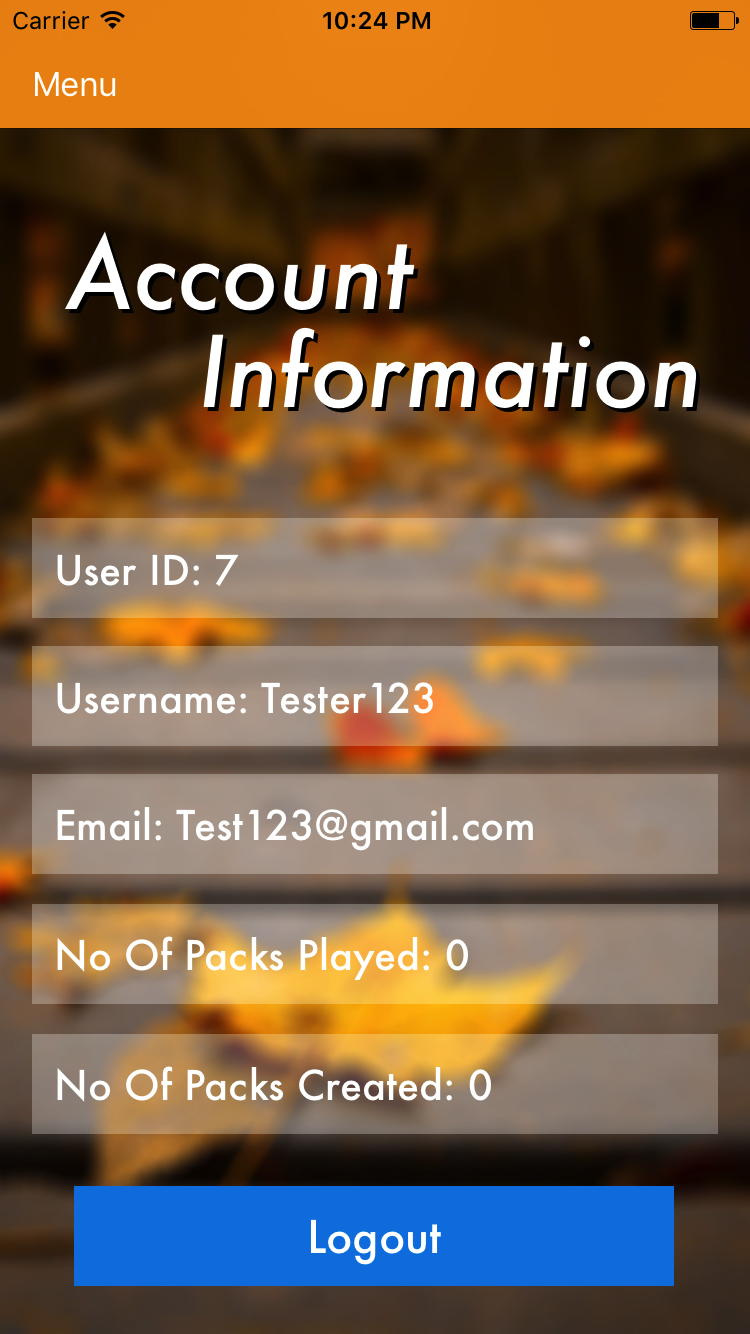 Carrier 10:24 PM
Menu
Account
Information
User ID: 7
Username: Tester123
Email: Test123@gmail.com
No Of Packs Played: 0
No Of Packs Created: 0
Logout